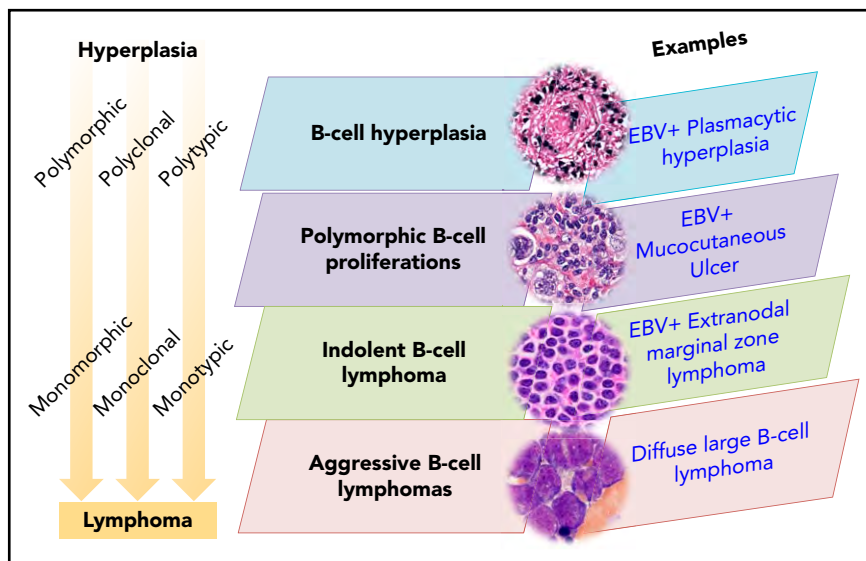 Hyperplasia
Polymorphic
Polyclonal
Polytypic
Monomorphic
Monoclonal
Monotypic
Lymphoma
Examples
B-cell hyperplasia
EBV+ Plasmacytic
hyperplasia
Polymorphic B-cell
proliferations
EBV+
Mucocutaneous
Ulcer
Indolent B-cell
lymphoma
EBV+ Extranodal
marginal zone
lymphoma
Aggressive B-cell
lymphomas
Diffuse large B-cell
lymphoma